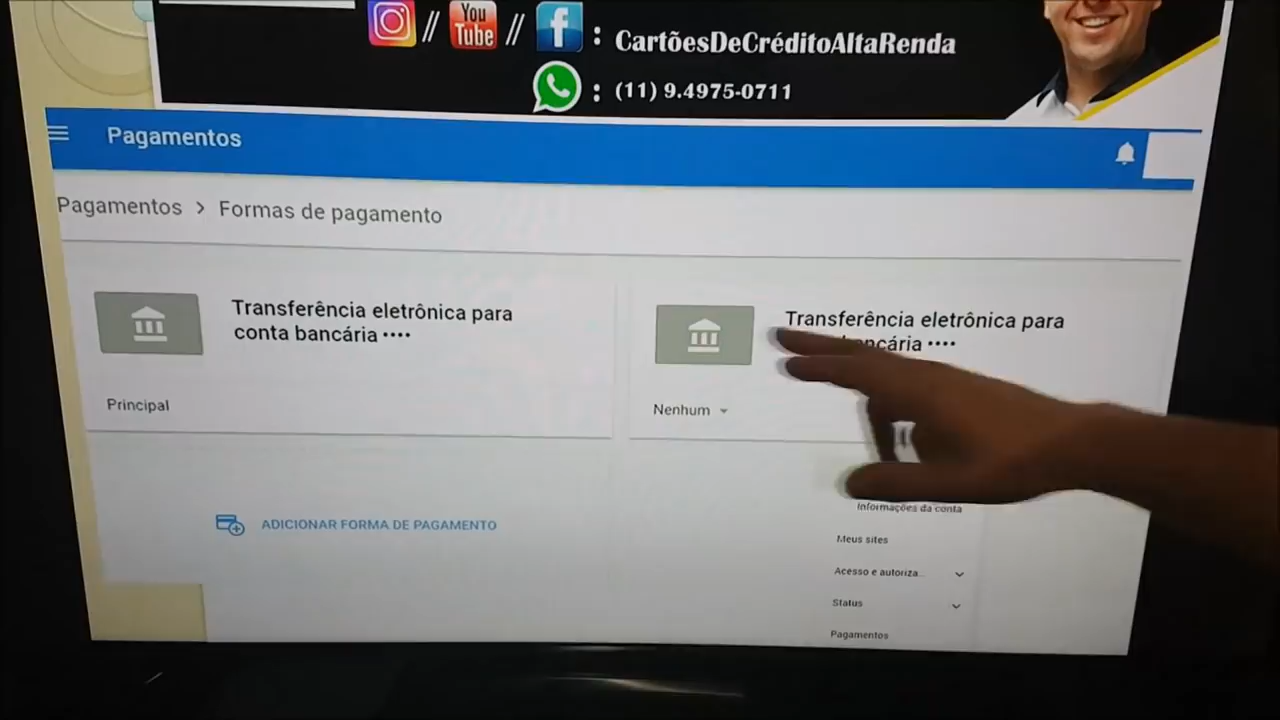 You
Tube
// // : CartõesDeCréditoAltaRenda
: (11) 9.4975-0711
Pagamentos
Pagamentos > Formas de pagamento
Transferência eletrônica para
conta bancária ••••
Principal
Transferência eletrônica para
bancária ••••
Nenhum
ADICIONAR FORMA DE PAGAMENTO
Informações da conta
Meus sites
Acesso e autoriza...
Status
Pagamentos